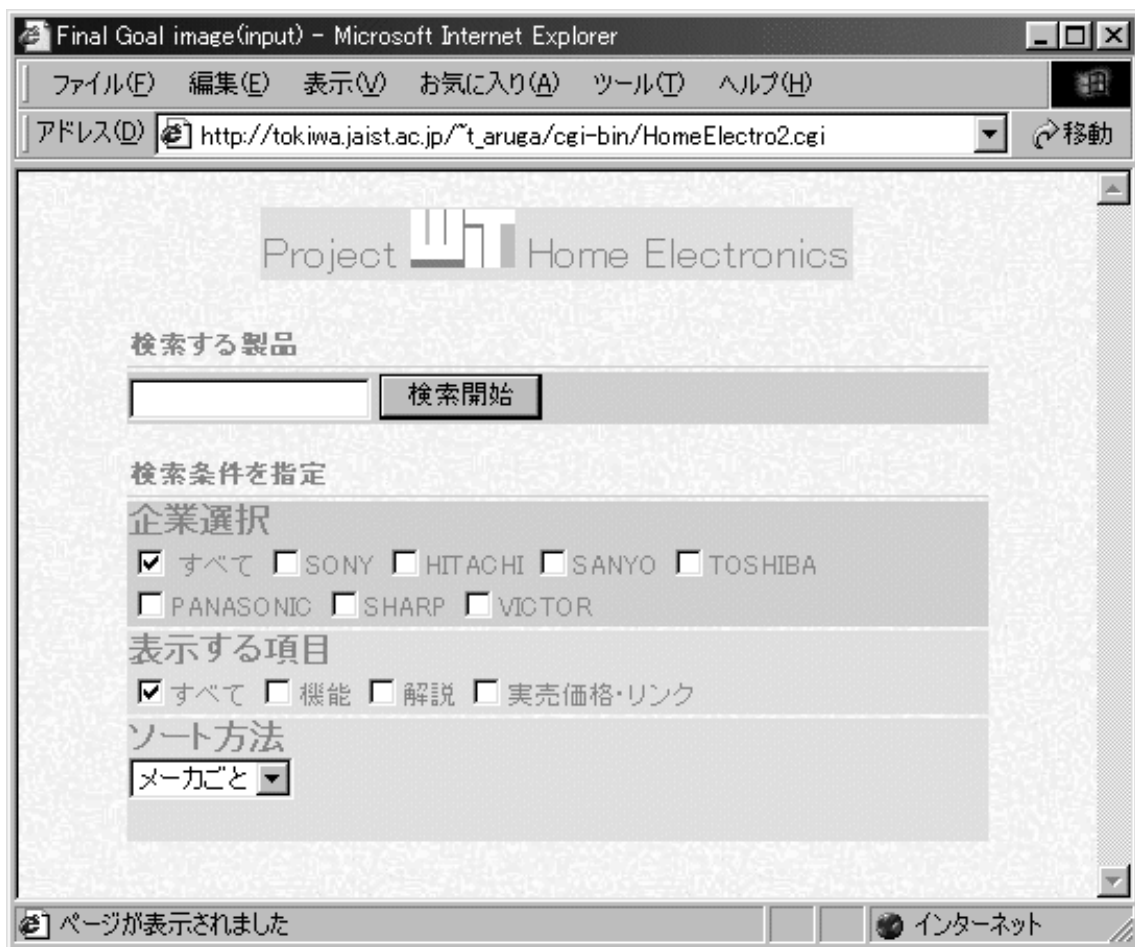 Final Goal image(input) - Microsoft Internet Explorer
ファイル(F) 編集(E) 表示(V) お気に入り(A) ツール(T) ヘルプ(H)
アドレス(D) http://tokiwa.jaist.ac.jp/~t_aruga/cgi-bin/HomeElectro2.cgi 移動
Project Home Electronics
検索する製品
検索開始
検索条件を指定
企業選択
すべて SONY HITACHI SANYO TOSHIBA
PANASONIC SHARP VICTOR
表示する項目
すべて 機能 解説 実売価格・リンク
ソート方法
メーカごと
ページが表示されました インターネット